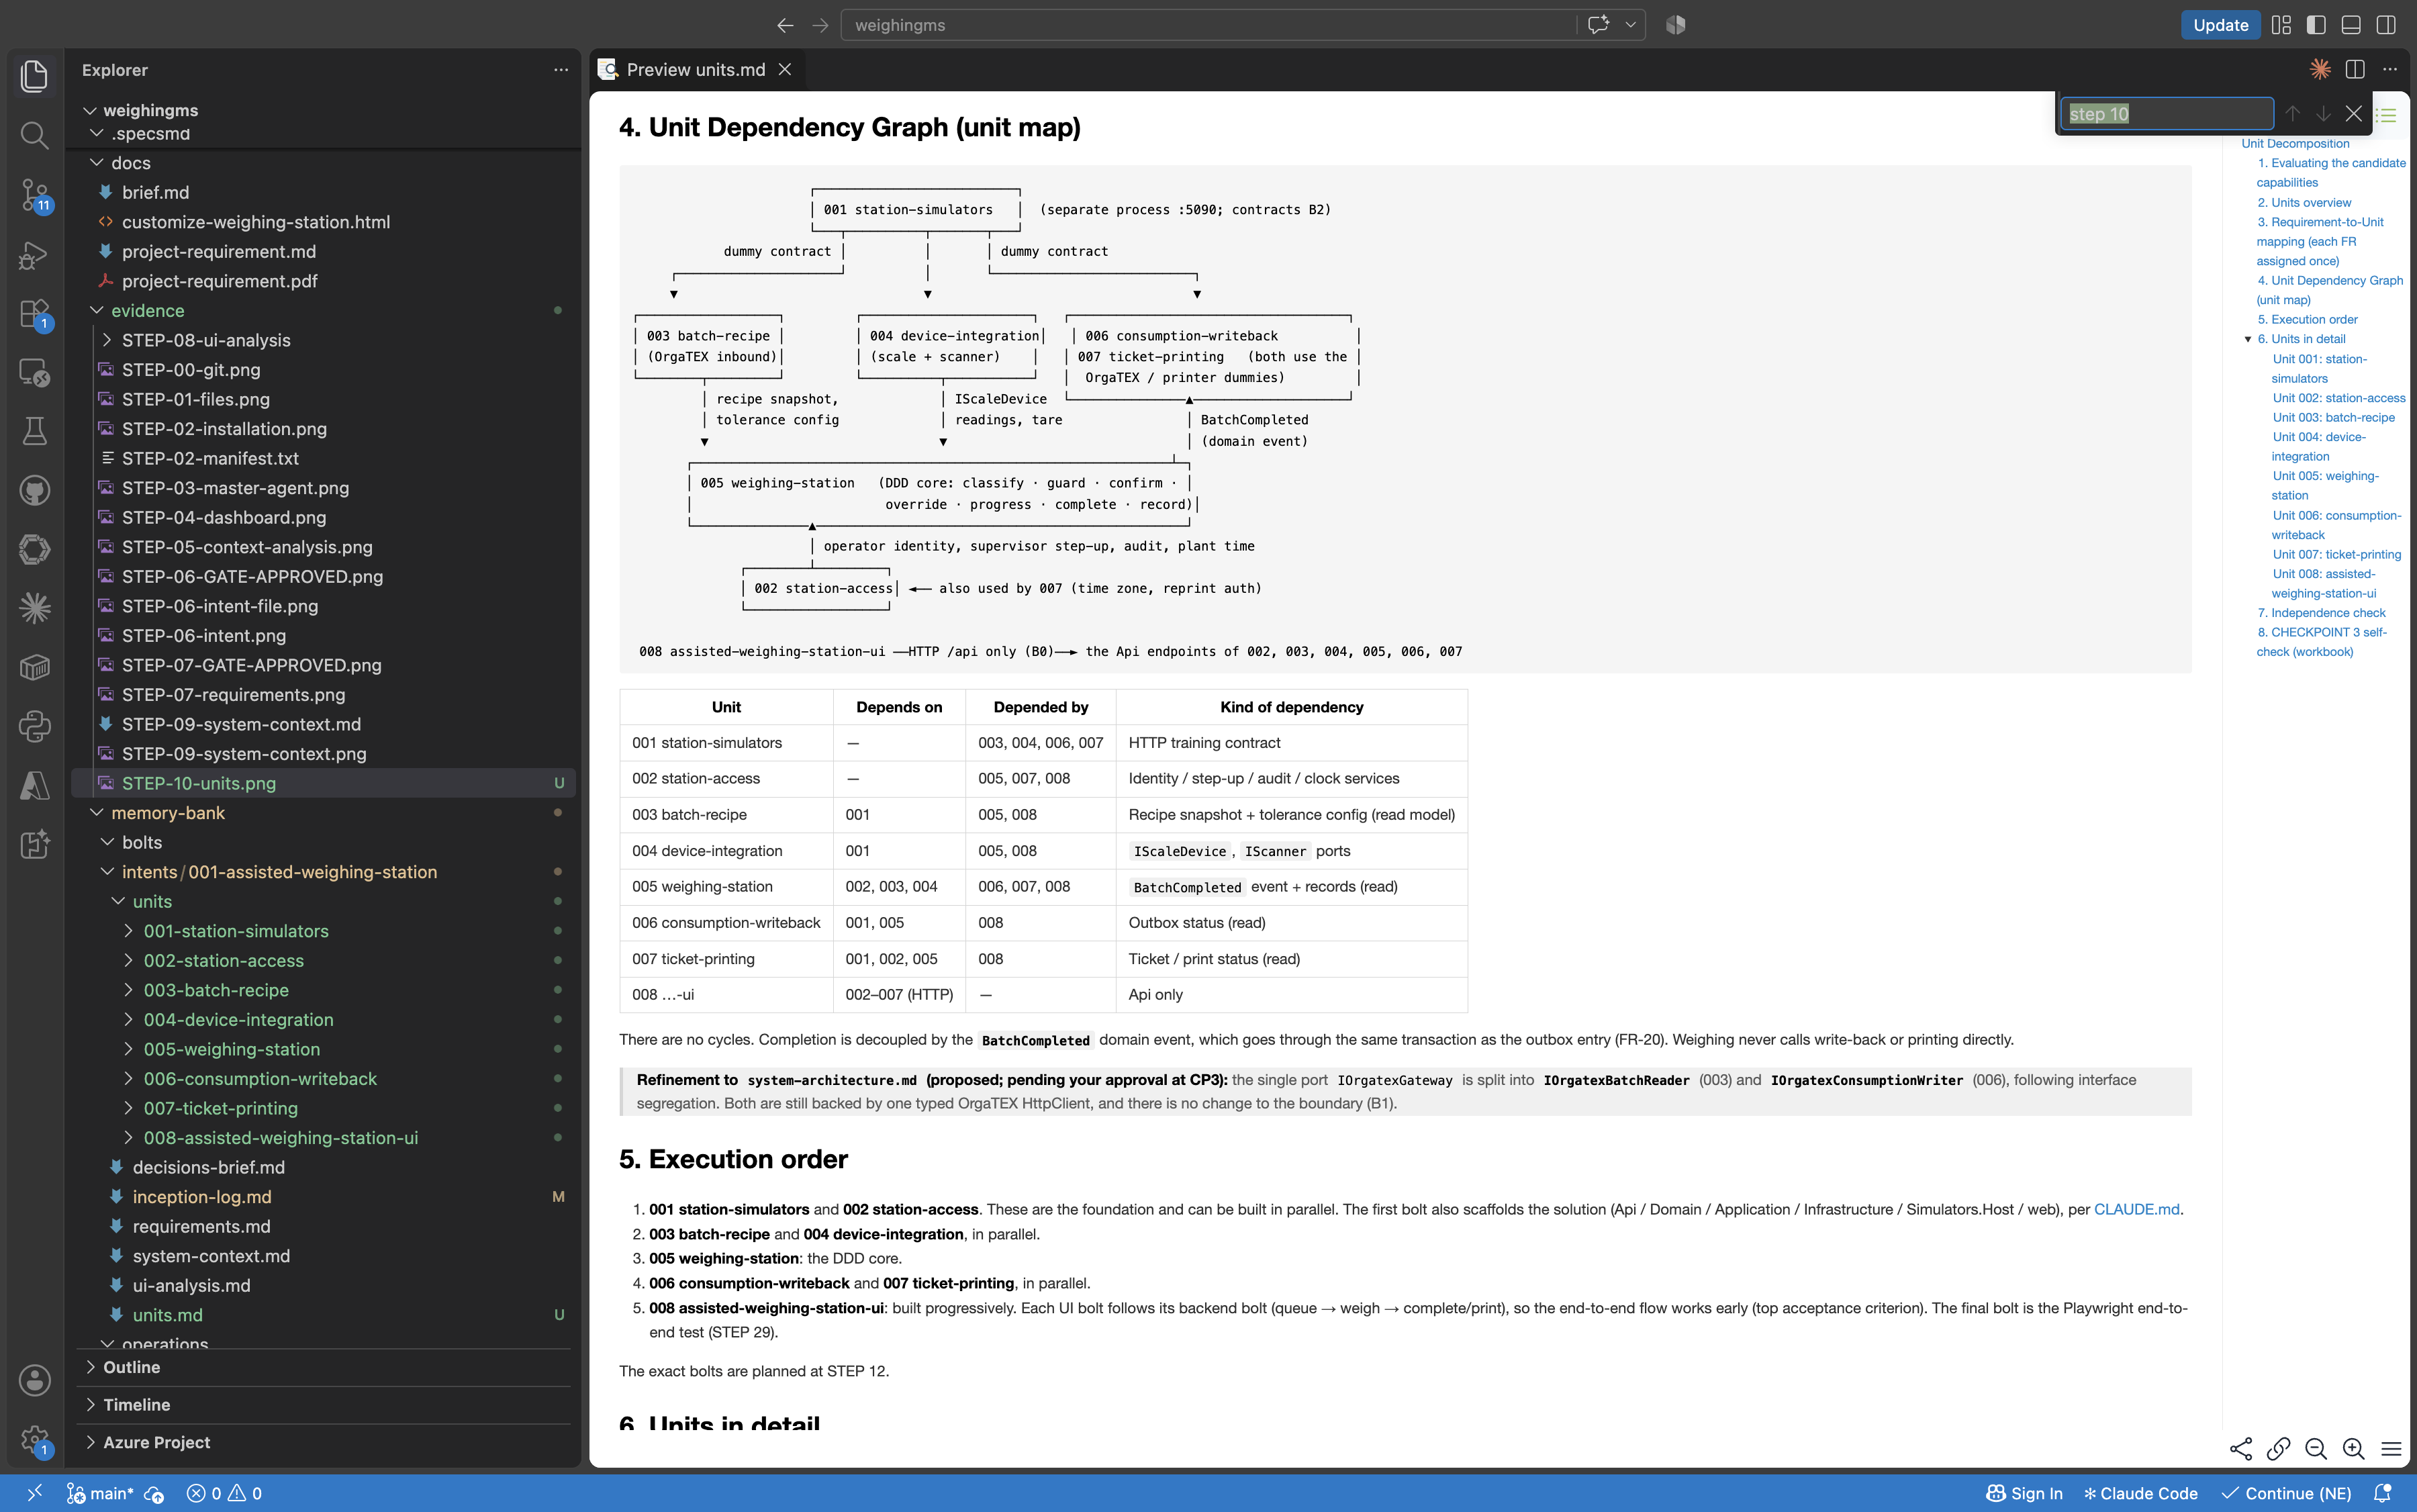 weighingms
Update
Explorer
weighingms
.specsmd
docs
brief.md
customize-weighing-station.html
project-requirement.md
project-requirement.pdf
evidence
STEP-08-ui-analysis
STEP-00-git.png
STEP-01-files.png
STEP-02-installation.png
STEP-02-manifest.txt
STEP-03-master-agent.png
STEP-04-dashboard.png
STEP-05-context-analysis.png
STEP-06-GATE-APPROVED.png
STEP-06-intent-file.png
STEP-06-intent.png
STEP-07-GATE-APPROVED.png
STEP-07-requirements.png
STEP-09-system-context.md
STEP-09-system-context.png
STEP-10-units.png U
memory-bank
bolts
intents/001-assisted-weighing-station
units
001-station-simulators
002-station-access
003-batch-recipe
004-device-integration
005-weighing-station
006-consumption-writeback
007-ticket-printing
008-assisted-weighing-station-ui
decisions-brief.md
inception-log.md M
requirements.md
system-context.md
ui-analysis.md
units.md U
operations
Outline
Timeline
Azure Project
11
1
1
Preview units.md
step 10
4. Unit Dependency Graph (unit map)
001 station-simulators (separate process :5090; contracts B2)
dummy contract dummy contract
003 batch-recipe 004 device-integration 006 consumption-writeback
(OrgaTEX inbound) (scale + scanner) 007 ticket-printing (both use the
OrgaTEX / printer dummies)
recipe snapshot, IScaleDevice
tolerance config readings, tare BatchCompleted
(domain event)
005 weighing-station (DDD core: classify · guard · confirm ·
override · progress · complete · record)
operator identity, supervisor step-up, audit, plant time
002 station-access ◄── also used by 007 (time zone, reprint auth)
008 assisted-weighing-station-ui ──HTTP /api only (B0)──► the Api endpoints of 002, 003, 004, 005, 006, 007
Unit Depends on Depended by Kind of dependency
001 station-simulators — 003, 004, 006, 007 HTTP training contract
002 station-access — 005, 007, 008 Identity / step-up / audit / clock services
003 batch-recipe 001 005, 008 Recipe snapshot + tolerance config (read model)
004 device-integration 001 005, 008 IScaleDevice , IScanner ports
005 weighing-station 002, 003, 004 006, 007, 008 BatchCompleted event + records (read)
006 consumption-writeback 001, 005 008 Outbox status (read)
007 ticket-printing 001, 002, 005 008 Ticket / print status (read)
008 …-ui 002–007 (HTTP) — Api only
There are no cycles. Completion is decoupled by the BatchCompleted domain event, which goes through the same transaction as the outbox entry (FR-20). Weighing never calls write-back or printing directly.
Refinement to system-architecture.md (proposed; pending your approval at CP3): the single port IOrgatexGateway is split into IOrgatexBatchReader (003) and IOrgatexConsumptionWriter (006), following interface
segregation. Both are still backed by one typed OrgaTEX HttpClient, and there is no change to the boundary (B1).
5. Execution order
1. 001 station-simulators and 002 station-access. These are the foundation and can be built in parallel. The first bolt also scaffolds the solution (Api / Domain / Application / Infrastructure / Simulators.Host / web), per CLAUDE.md.
2. 003 batch-recipe and 004 device-integration, in parallel.
3. 005 weighing-station: the DDD core.
4. 006 consumption-writeback and 007 ticket-printing, in parallel.
5. 008 assisted-weighing-station-ui: built progressively. Each UI bolt follows its backend bolt (queue → weigh → complete/print), so the end-to-end flow works early (top acceptance criterion). The final bolt is the Playwright end-to-
end test (STEP 29).
The exact bolts are planned at STEP 12.
6. Units in detail
Unit Decomposition
1. Evaluating the candidate
capabilities
2. Units overview
3. Requirement-to-Unit
mapping (each FR
assigned once)
4. Unit Dependency Graph
(unit map)
5. Execution order
6. Units in detail
Unit 001: station-
simulators
Unit 002: station-access
Unit 003: batch-recipe
Unit 004: device-
integration
Unit 005: weighing-
station
Unit 006: consumption-
writeback
Unit 007: ticket-printing
Unit 008: assisted-
weighing-station-ui
7. Independence check
8. CHECKPOINT 3 self-
check (workbook)
main* 0 0
Sign In Claude Code Continue (NE)